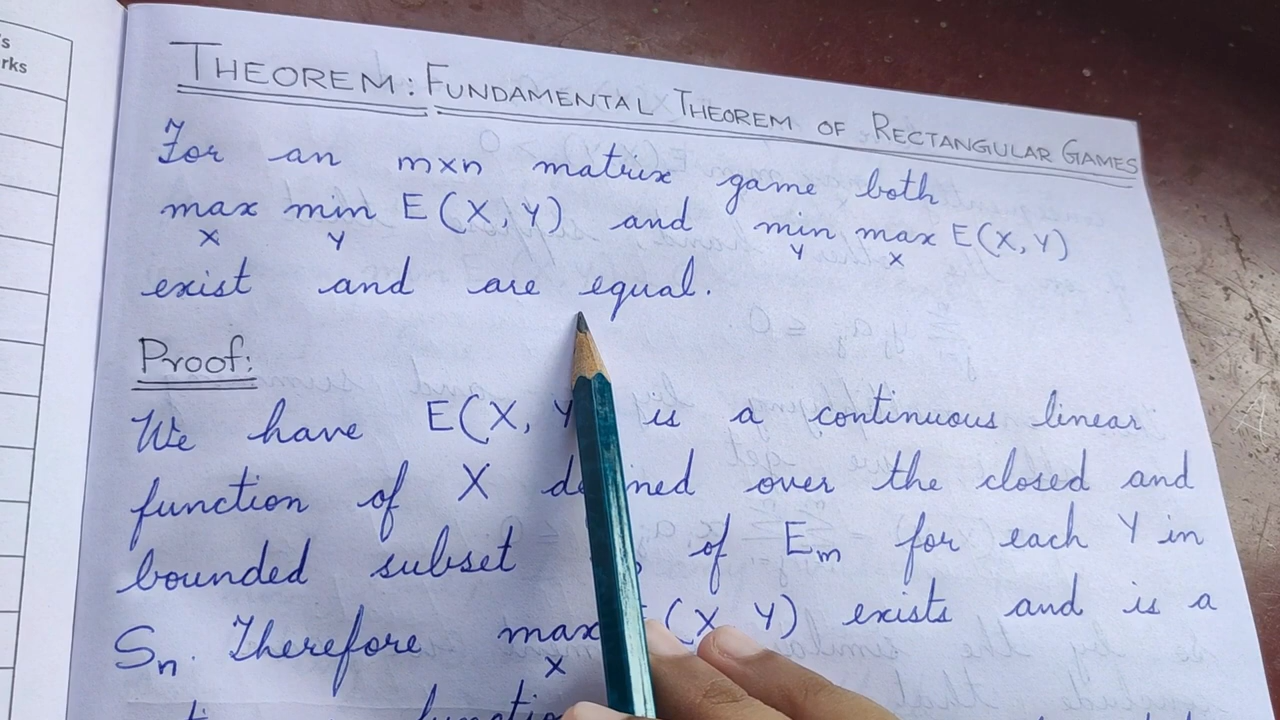 's
rks
THEOREM: FUNDAMENTAL THEOREM OF RECTANGULAR GAMES
For an m×n matrix game both
max min E(X,Y) and min max E(X,Y)
X Y Y X
exist and are equal.
Proof:
We have E(X, Y is a continuous linear
function of X de ned over the closed and
bounded subset of Em for each Y in
Sn. Therefore max (X Y) exists and is a
X